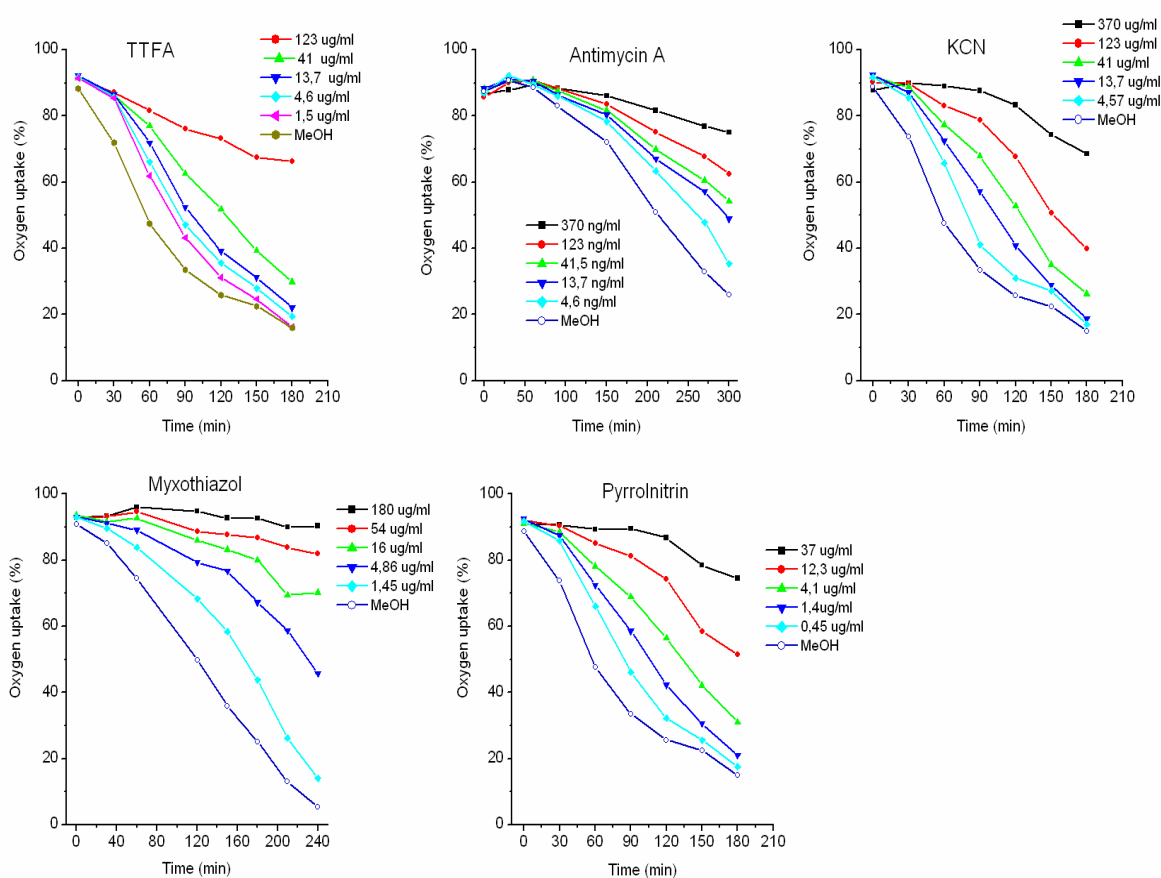 TTFA
123 ug/ml
41 ug/ml
13,7 ug/ml
4,6 ug/ml
1,5 ug/ml
MeOH
100
80
60
40
20
0
Oxygen uptake (%)
0 30 60 90 120 150 180 210
Time (min)
Antimycin A
100
80
60
40
20
0
Oxygen uptake (%)
370 ng/ml
123 ng/ml
41,5 ng/ml
13,7 ng/ml
4,6 ng/ml
MeOH
0 50 100 150 200 250 300
Time (min)
KCN
370 ug/ml
123 ug/ml
41 ug/ml
13,7 ug/ml
4,57 ug/ml
MeOH
100
80
60
40
20
0
Oxygen uptake (%)
0 30 60 90 120 150 180 210
Time (min)
Myxothiazol
180 ug/ml
54 ug/ml
16 ug/ml
4,86 ug/ml
1,45 ug/ml
MeOH
100
80
60
40
20
0
Oxygen uptake (%)
0 40 80 120 160 200 240
Time (min)
Pyrrolnitrin
37 ug/ml
12,3 ug/ml
4,1 ug/ml
1,4ug/ml
0,45 ug/ml
MeOH
100
80
60
40
20
0
Oxygen uptake (%)
0 30 60 90 120 150 180 210
Time (min)